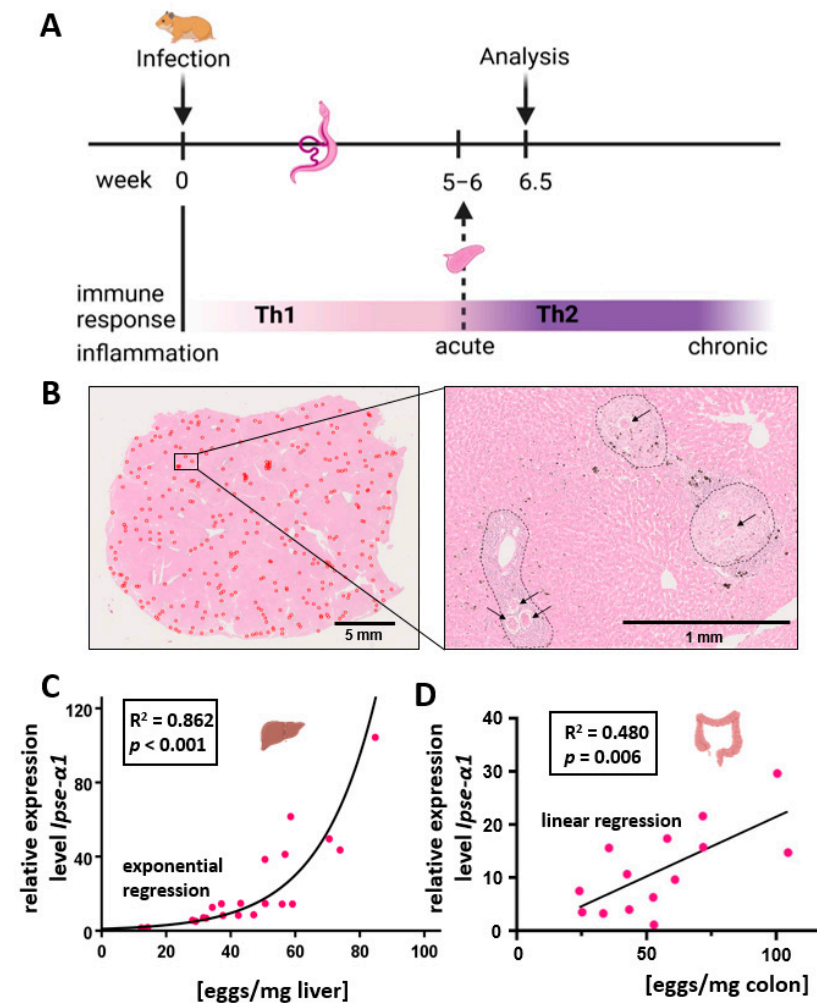 A
Infection
Analysis
week 0 5–6 6.5
immune
response
Th1 Th2
inflammation acute chronic
B
5 mm
1 mm
C
R² = 0.862
p < 0.001
relative expression
level Ipse-α1
120
80
40
0
exponential
regression
0 20 40 60 80 100
[eggs/mg liver]
D
R² = 0.480
p = 0.006
relative expression
level Ipse-α1
40
30
20
10
0
linear regression
0 50 100
[eggs/mg colon]